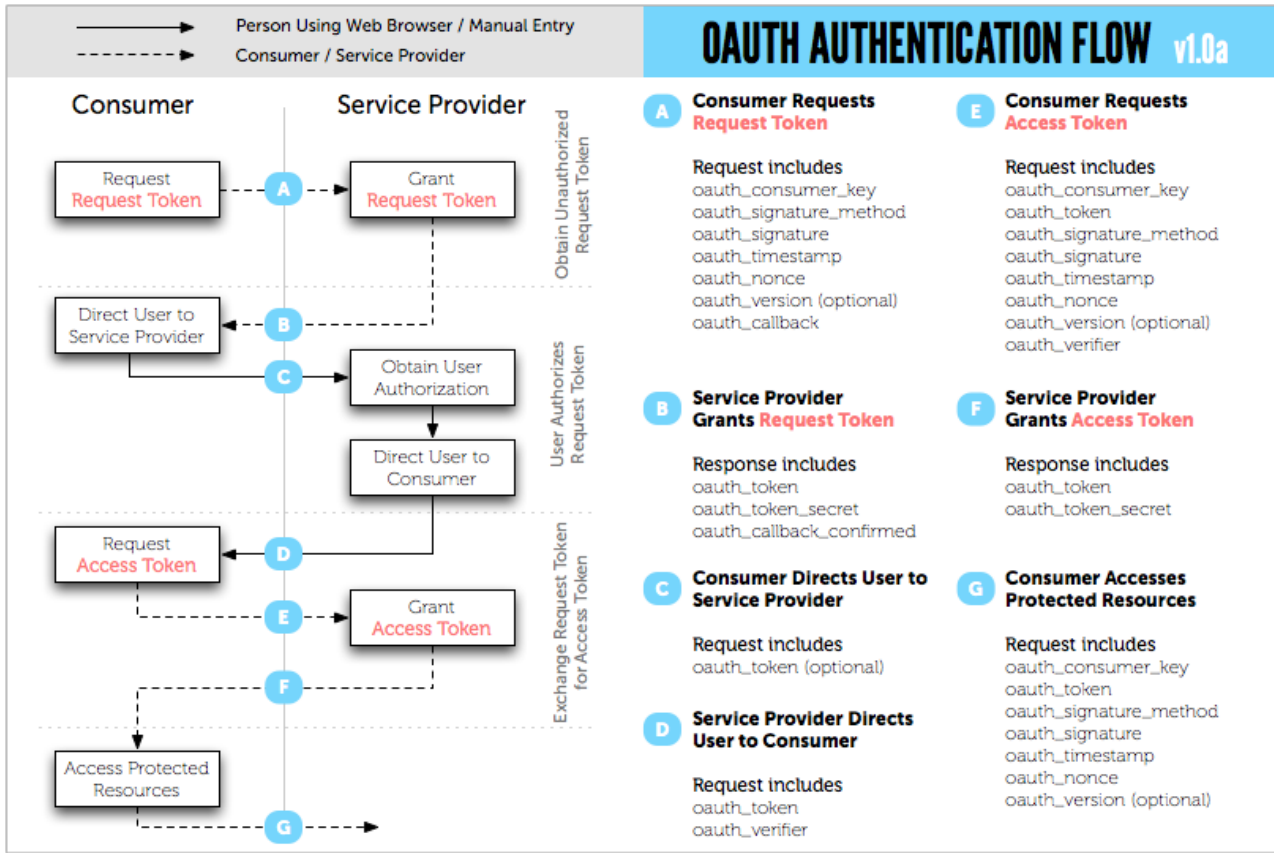 Person Using Web Browser / Manual Entry
Consumer / Service Provider
OAUTH AUTHENTICATION FLOW v1.0a
Consumer
Service Provider
Request
Request Token
A
Grant
Request Token
Obtain Unauthorized
Request Token
Direct User to
Service Provider
B
C
Obtain User
Authorization
Direct User to
Consumer
User Authorizes
Request Token
Request
Access Token
D
E
Grant
Access Token
F
Exchange Request Token
for Access Token
Access Protected
Resources
G
A
Consumer Requests
Request Token
Request includes
oauth_consumer_key
oauth_signature_method
oauth_signature
oauth_timestamp
oauth_nonce
oauth_version (optional)
oauth_callback
B
Service Provider
Grants Request Token
Response includes
oauth_token
oauth_token_secret
oauth_callback_confirmed
C
Consumer Directs User to
Service Provider
Request includes
oauth_token (optional)
D
Service Provider Directs
User to Consumer
Request includes
oauth_token
oauth_verifier
E
Consumer Requests
Access Token
Request includes
oauth_consumer_key
oauth_token
oauth_signature_method
oauth_signature
oauth_timestamp
oauth_nonce
oauth_version (optional)
oauth_verifier
F
Service Provider
Grants Access Token
Response includes
oauth_token
oauth_token_secret
G
Consumer Accesses
Protected Resources
Request includes
oauth_consumer_key
oauth_token
oauth_signature_method
oauth_signature
oauth_timestamp
oauth_nonce
oauth_version (optional)